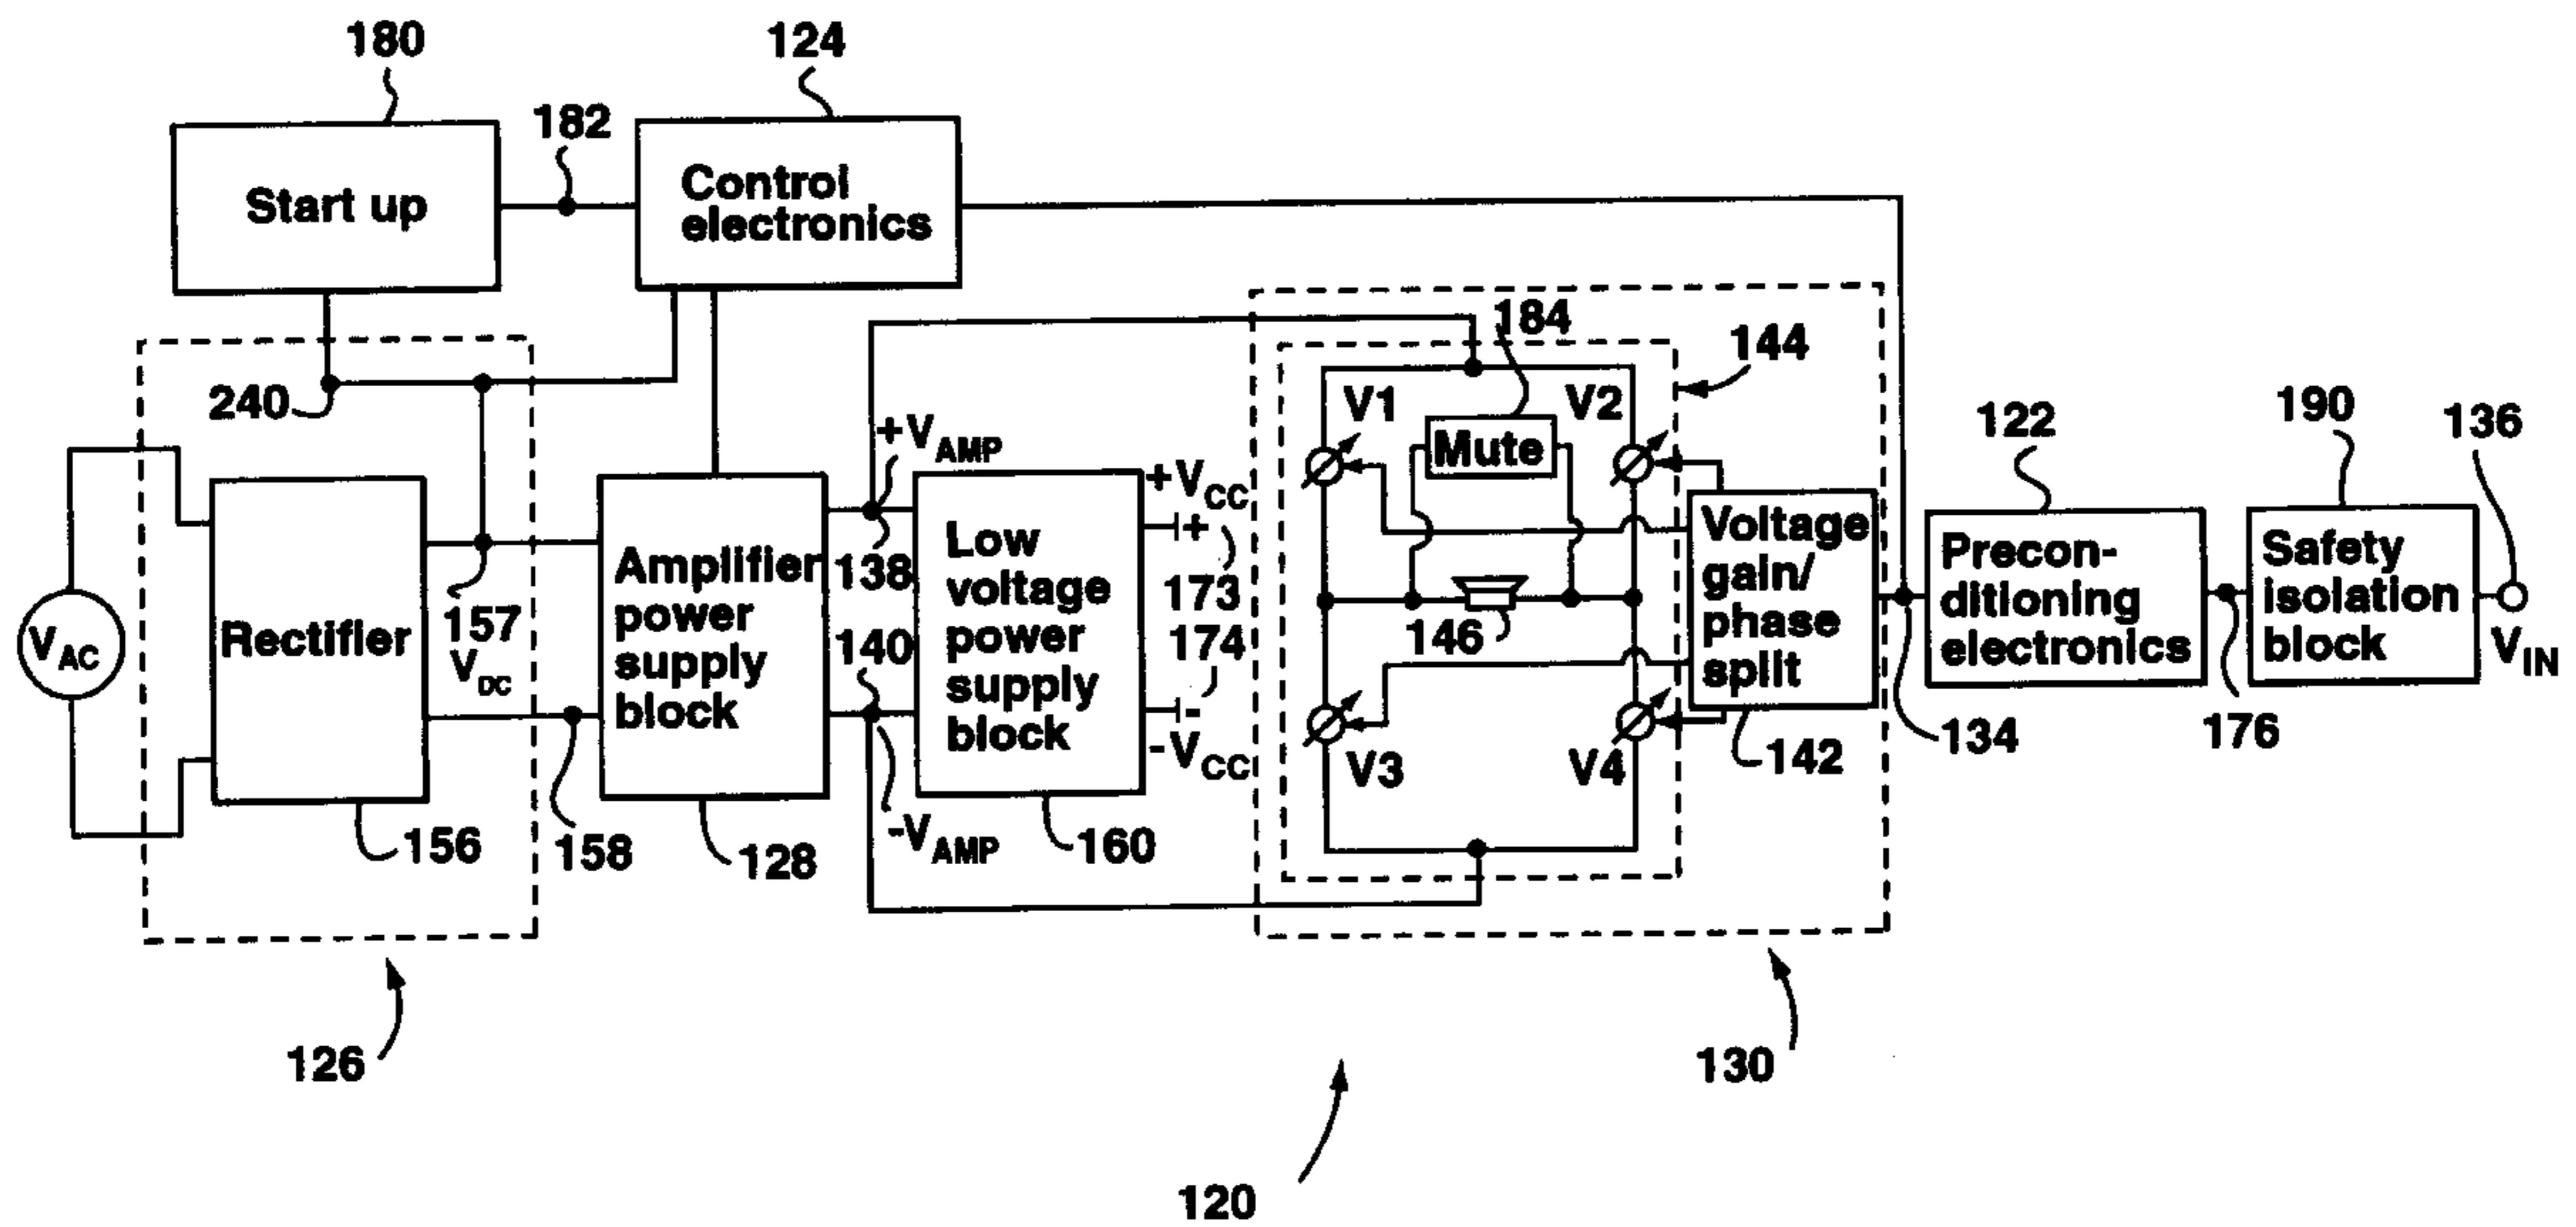 180
124
182
Start up
Control
electronics
184
144
240
V1
V2
Mute
122
190
136
+VAMP
+VCC
+
138
173
174
-
-VCC
140
-VAMP
VAC
Rectifier
157
VDC
158
156
Amplifier
power
supply
block
128
Low
voltage
power
supply
block
160
146
V3
V4
Voltage
gain/
phase
split
142
134
Precon-
ditioning
electronics
176
Safety
isolation
block
VIN
126
130
120